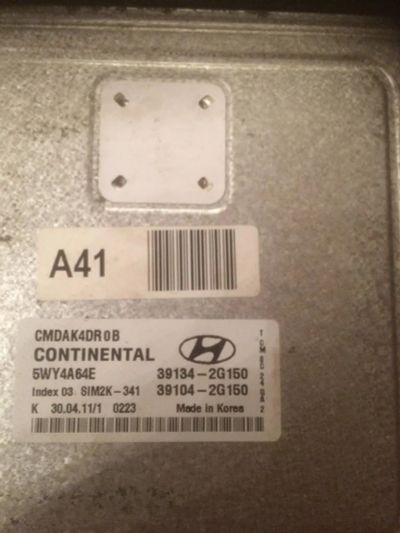 A41
CMDAK4DR0B
CONTINENTAL
5WY4A64E 39134-2G150
Index 03 SIM2K-341 39104-2G150
K 30.04.11/1 0223 Made in Korea